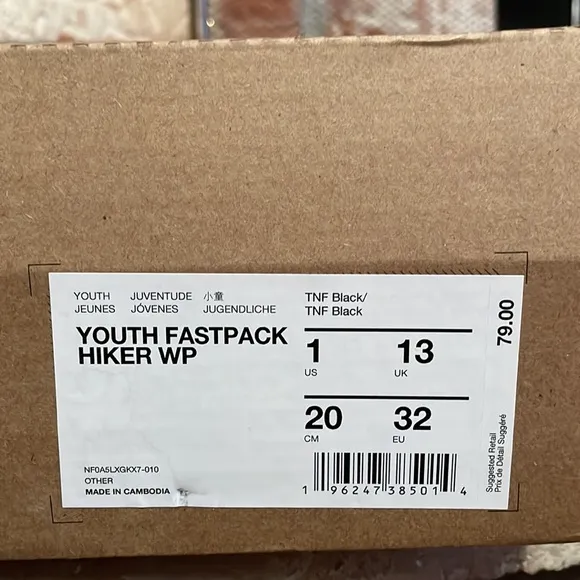 YOUTH JUVENTUDE 小童
JEUNES JÓVENES JUGENDLICHE
YOUTH FASTPACK
HIKER WP
TNF Black/
TNF Black
1 13
US UK
20 32
CM EU
NF0A5LXGKX7-010
OTHER
MADE IN CAMBODIA
1 96247 38501 4
79.00
Suggested Retail
Prix de Détail Suggéré